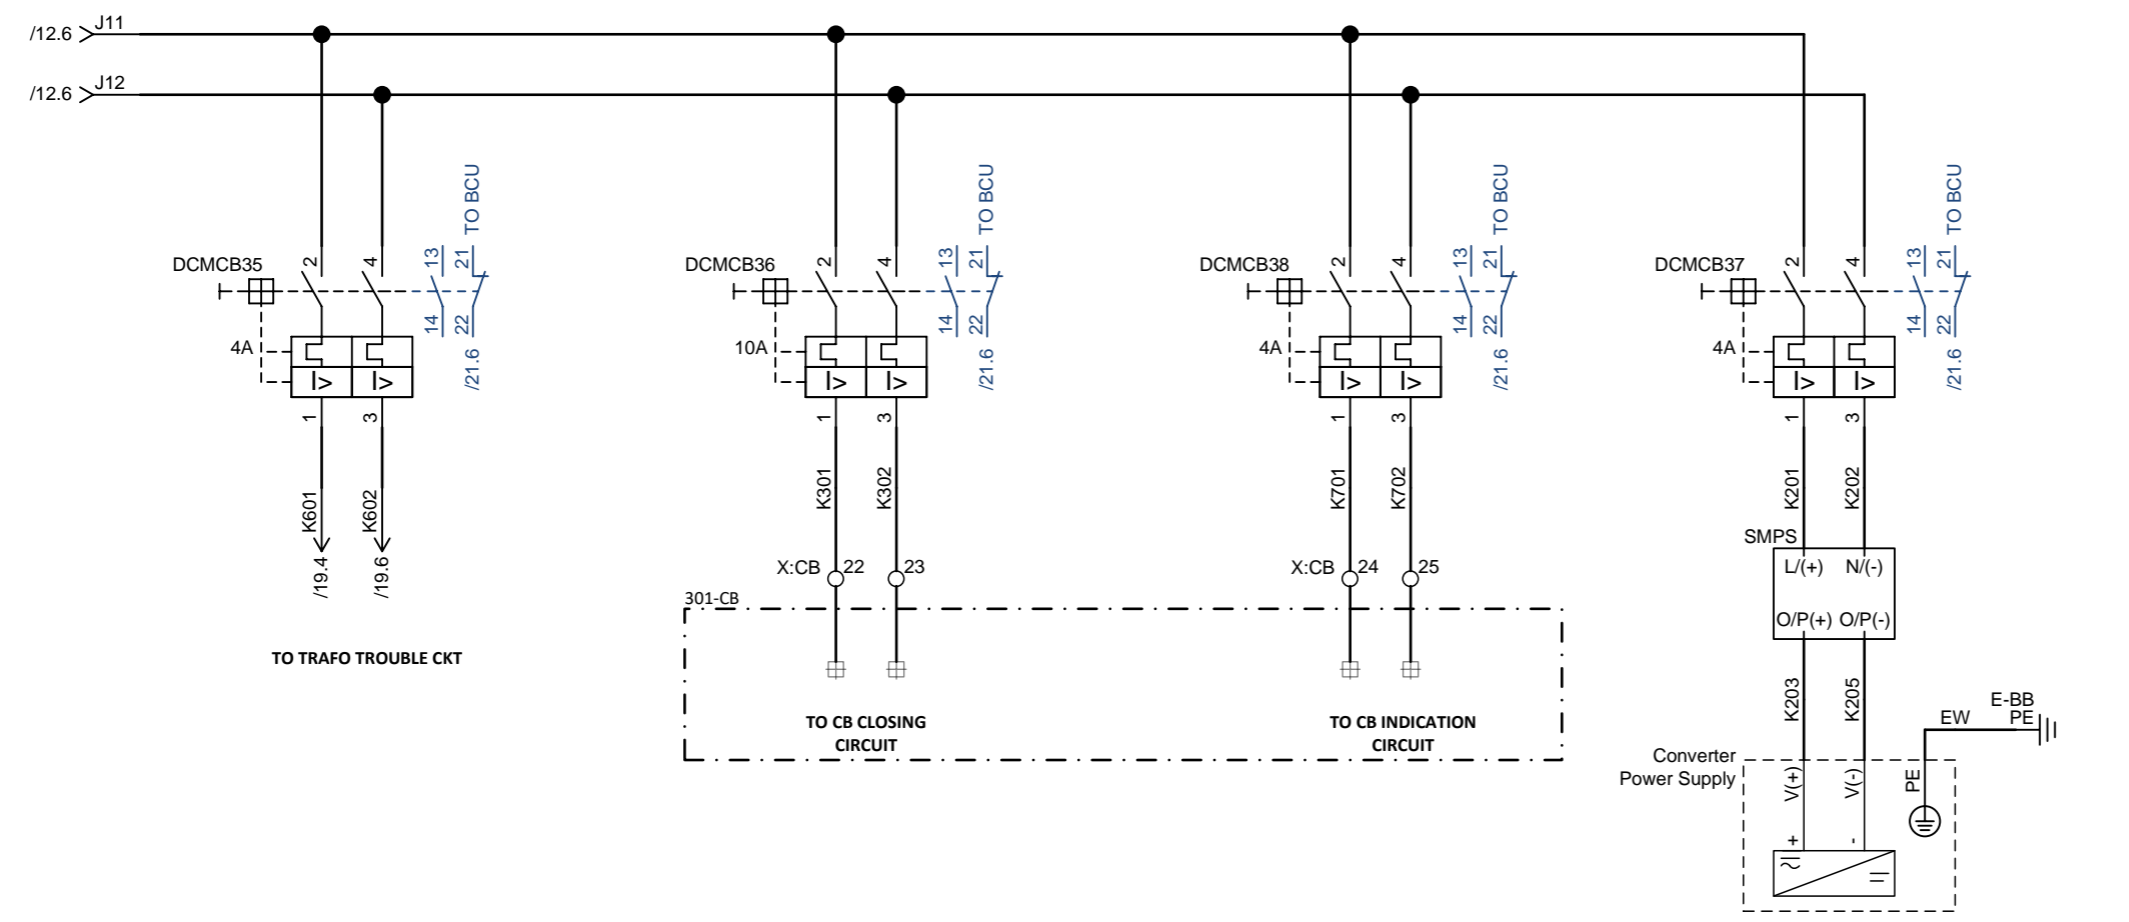 /12.6 J11
/12.6 J12
DCMCB35
2
4
13
21
TO BCU
14
22
/21.6
4A
I>
I>
1
3
K601
K602
/19.4
/19.6
TO TRAFO TROUBLE CKT
DCMCB36
2
4
13
21
TO BCU
14
22
/21.6
10A
I>
I>
1
3
K301
K302
X:CB
22
23
301-CB
TO CB CLOSING
CIRCUIT
DCMCB38
2
4
13
21
TO BCU
14
22
/21.6
4A
I>
I>
1
3
K701
K702
X:CB
24
25
TO CB INDICATION
CIRCUIT
DCMCB37
2
4
13
21
TO BCU
14
22
/21.6
4A
I>
I>
1
3
K201
K202
SMPS
L/(+) N/(-)
O/P(+) O/P(-)
K203
K205
E-BB
EW PE
Converter
Power Supply
V(+)
V(-)
PE
+
-